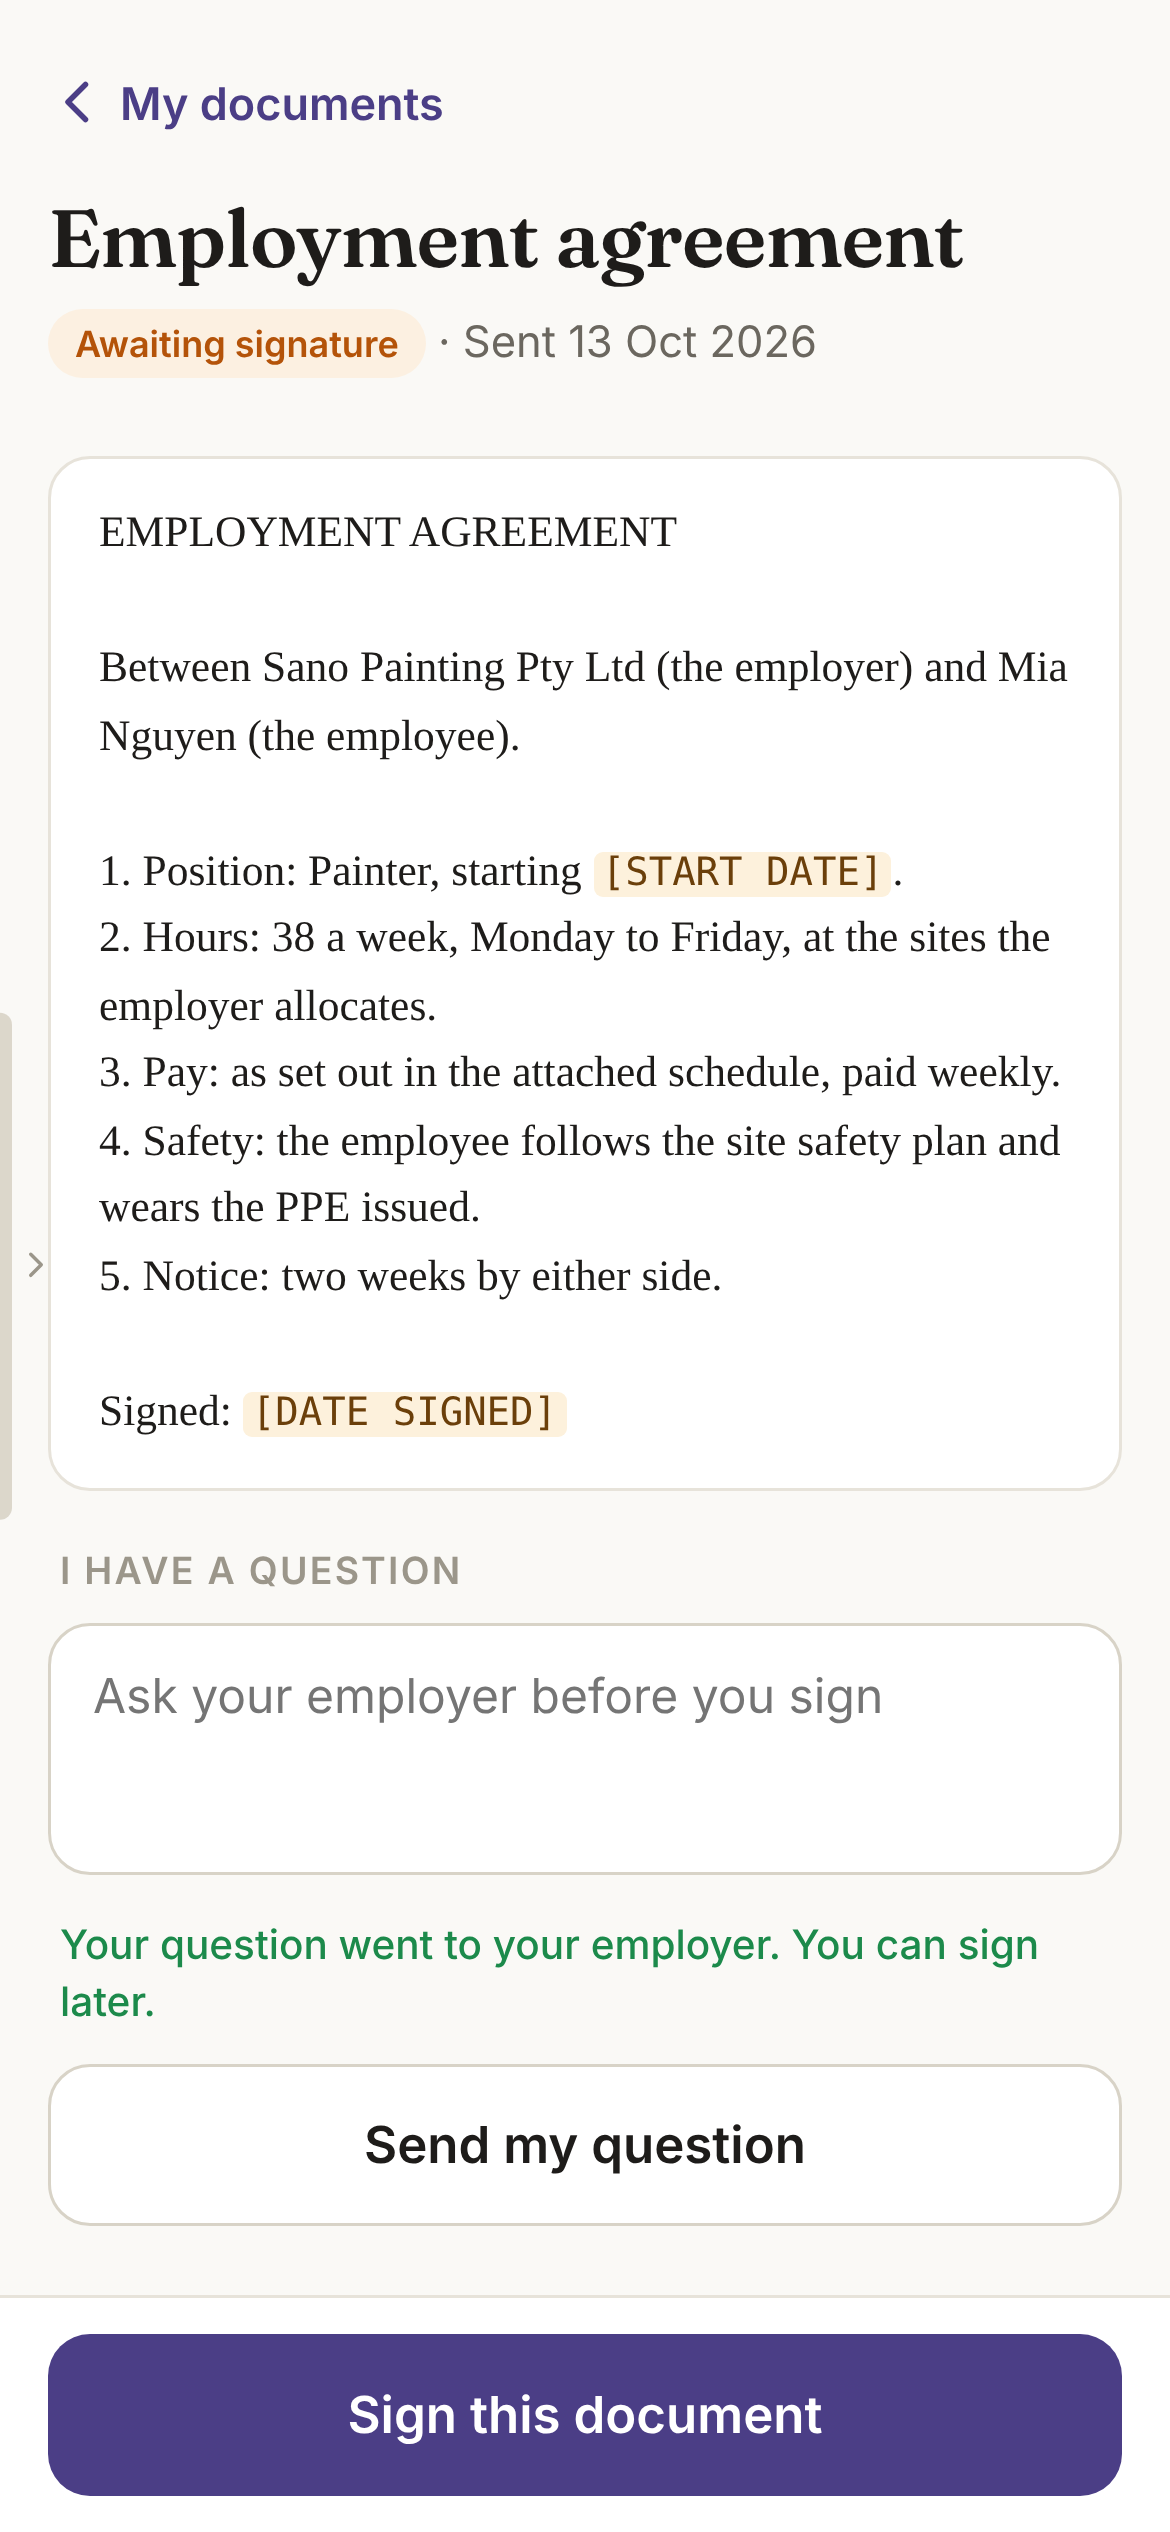 My documents
Employment agreement
Awaiting signature · Sent 13 Oct 2026
EMPLOYMENT AGREEMENT
Between Sano Painting Pty Ltd (the employer) and Mia
Nguyen (the employee).
1. Position: Painter, starting [START DATE].
2. Hours: 38 a week, Monday to Friday, at the sites the
employer allocates.
3. Pay: as set out in the attached schedule, paid weekly.
4. Safety: the employee follows the site safety plan and
wears the PPE issued.
5. Notice: two weeks by either side.
Signed: [DATE SIGNED]
I HAVE A QUESTION
Ask your employer before you sign
Your question went to your employer. You can sign
later.
Send my question
Sign this document